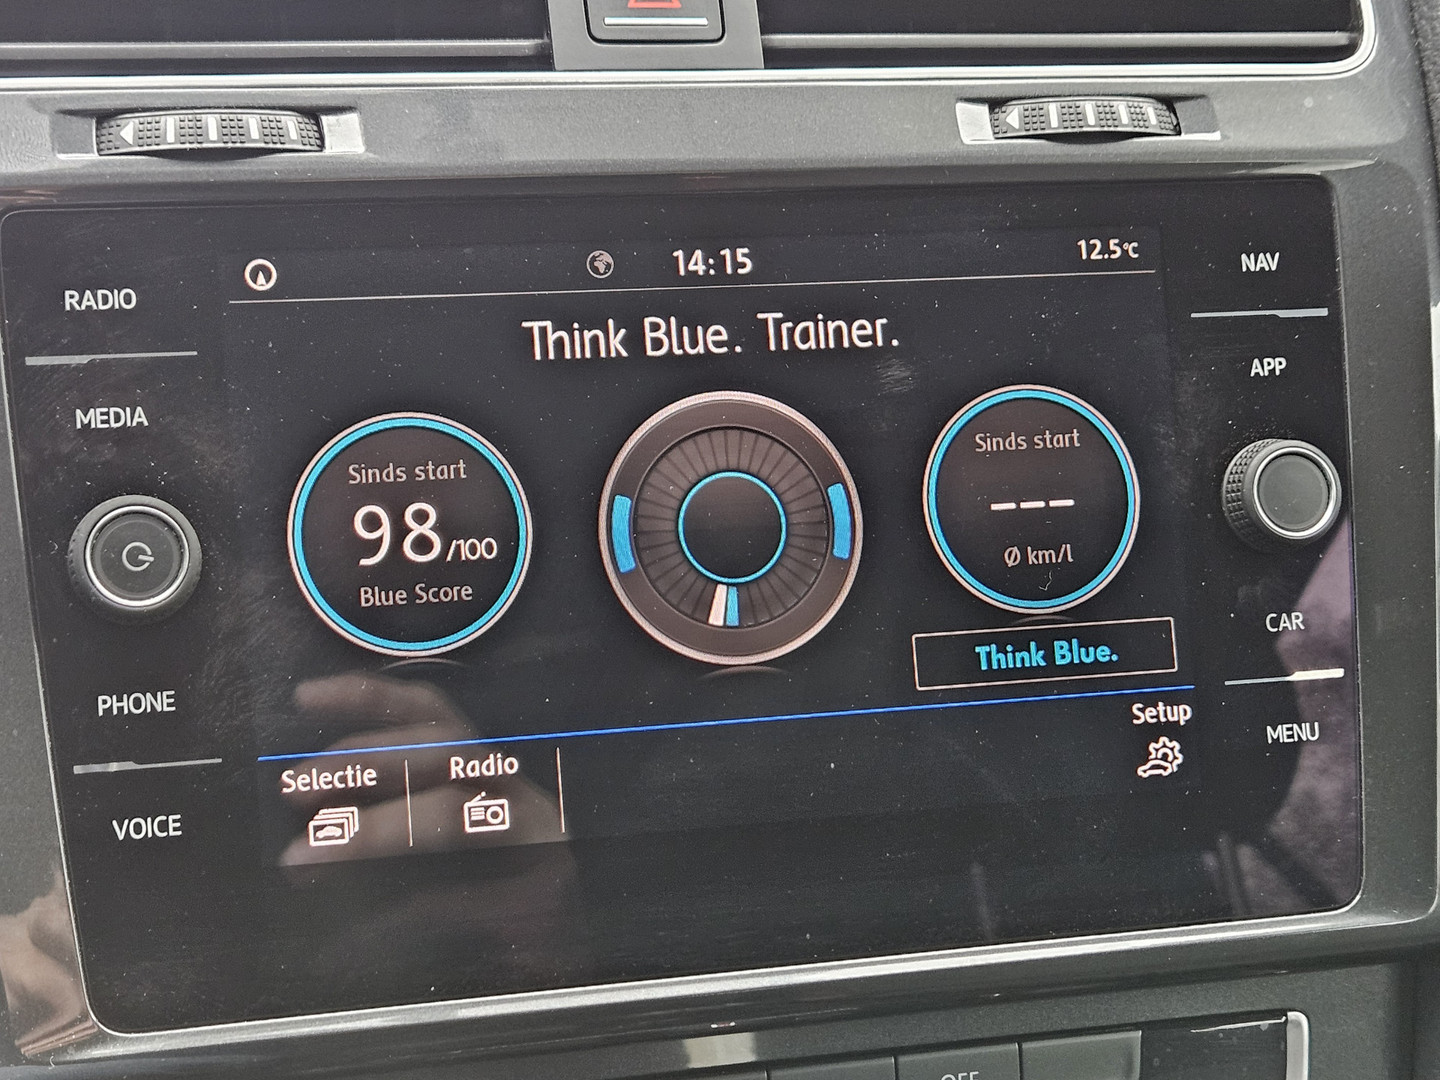 14:15
12.5°C
RADIO
NAV
Think Blue. Trainer.
MEDIA
APP
Sinds start
98/100
Blue Score
Sinds start
---
Ø km/l
Think Blue.
PHONE
CAR
Setup
MENU
Selectie
Radio
VOICE
OFF